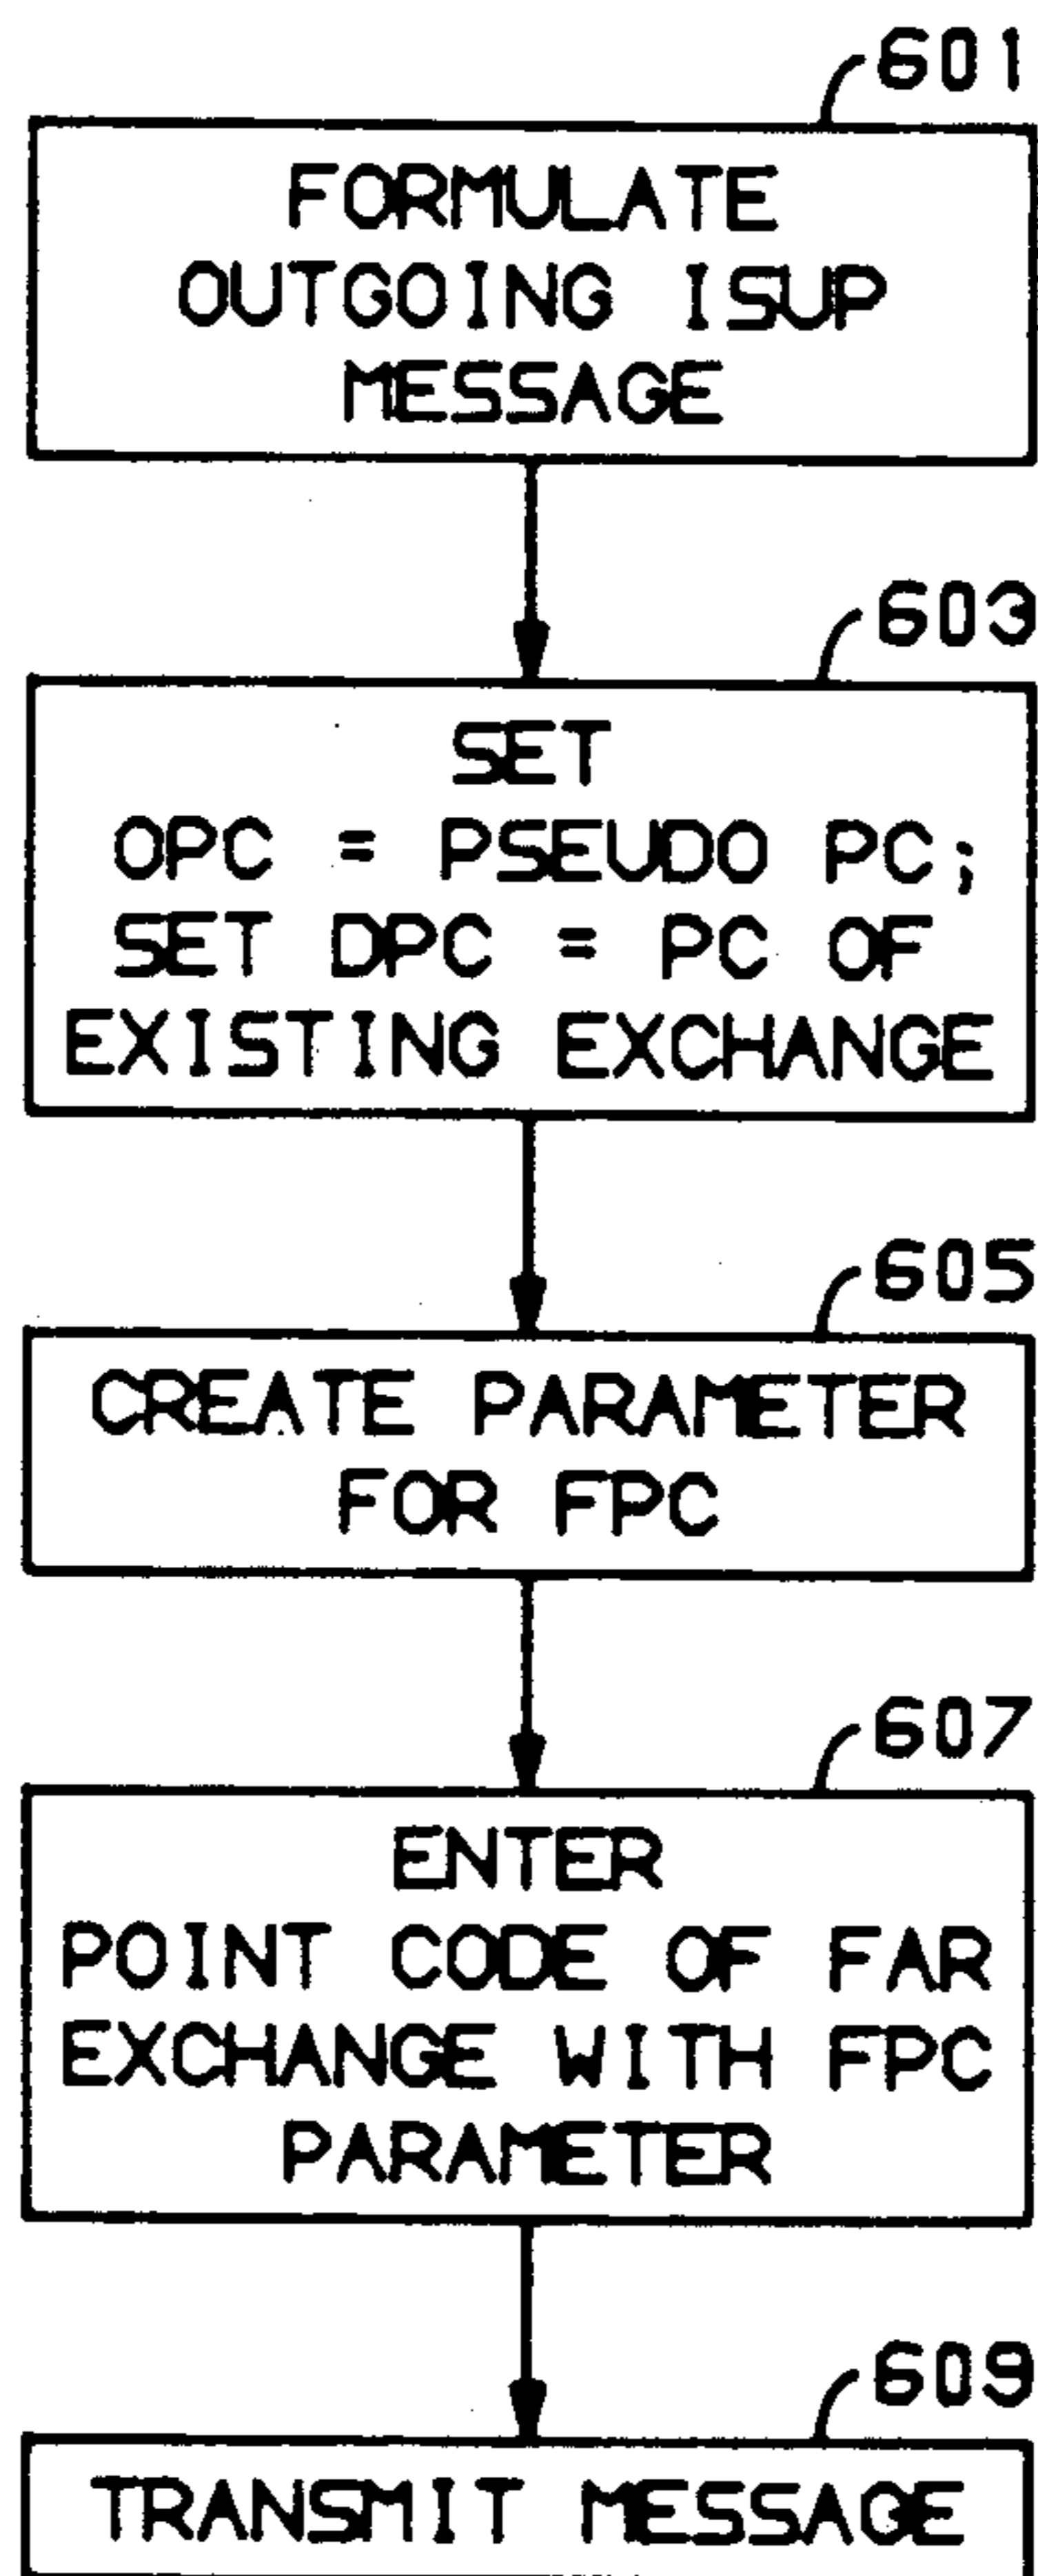 601
FORMULATE
OUTGOING ISUP
MESSAGE
603
SET
OPC = PSEUDO PC;
SET DPC = PC OF
EXISTING EXCHANGE
605
CREATE PARAMETER
FOR FPC
607
ENTER
POINT CODE OF FAR
EXCHANGE WITH FPC
PARAMETER
609
TRANSMIT MESSAGE